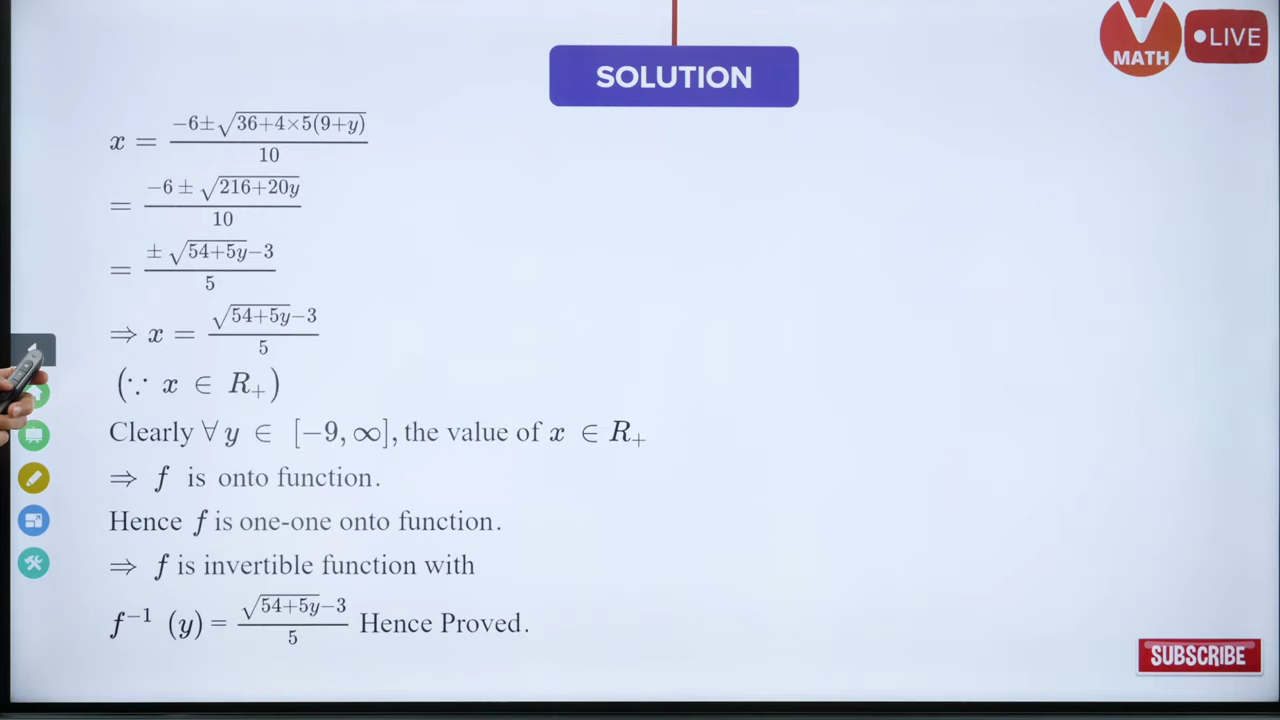 V
MATH
LIVE
SOLUTION
x = (−6±√(36+4×5(9+y)))/10
= (−6 ± √(216+20y))/10
= (± √(54+5y)−3)/5
⇒ x = (√(54+5y)−3)/5
(∵ x ∈ R₊)
Clearly ∀ y ∈ [−9, ∞], the value of x ∈ R₊
⇒ f is onto function.
Hence f is one-one onto function.
⇒ f is invertible function with
f⁻¹ (y) = (√(54+5y)−3)/5 Hence Proved.
SUBSCRIBE